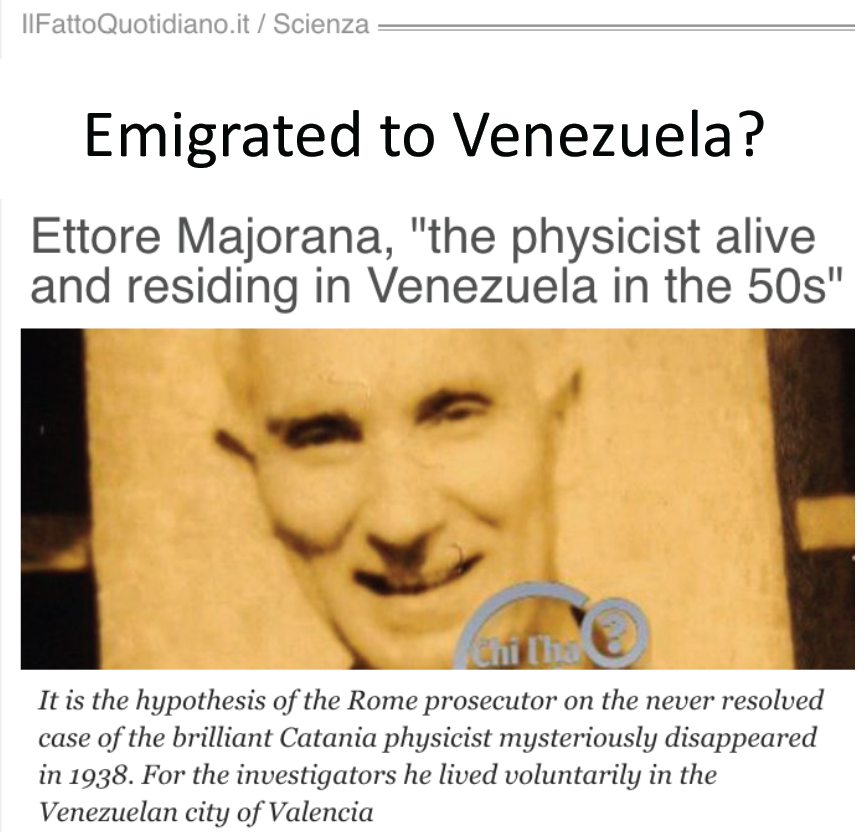 IlFattoQuotidiano.it / Scienza
Emigrated to Venezuela?
Ettore Majorana, "the physicist alive
and residing in Venezuela in the 50s"
Chi l'ha
?
It is the hypothesis of the Rome prosecutor on the never resolved
case of the brilliant Catania physicist mysteriously disappeared
in 1938. For the investigators he lived voluntarily in the
Venezuelan city of Valencia